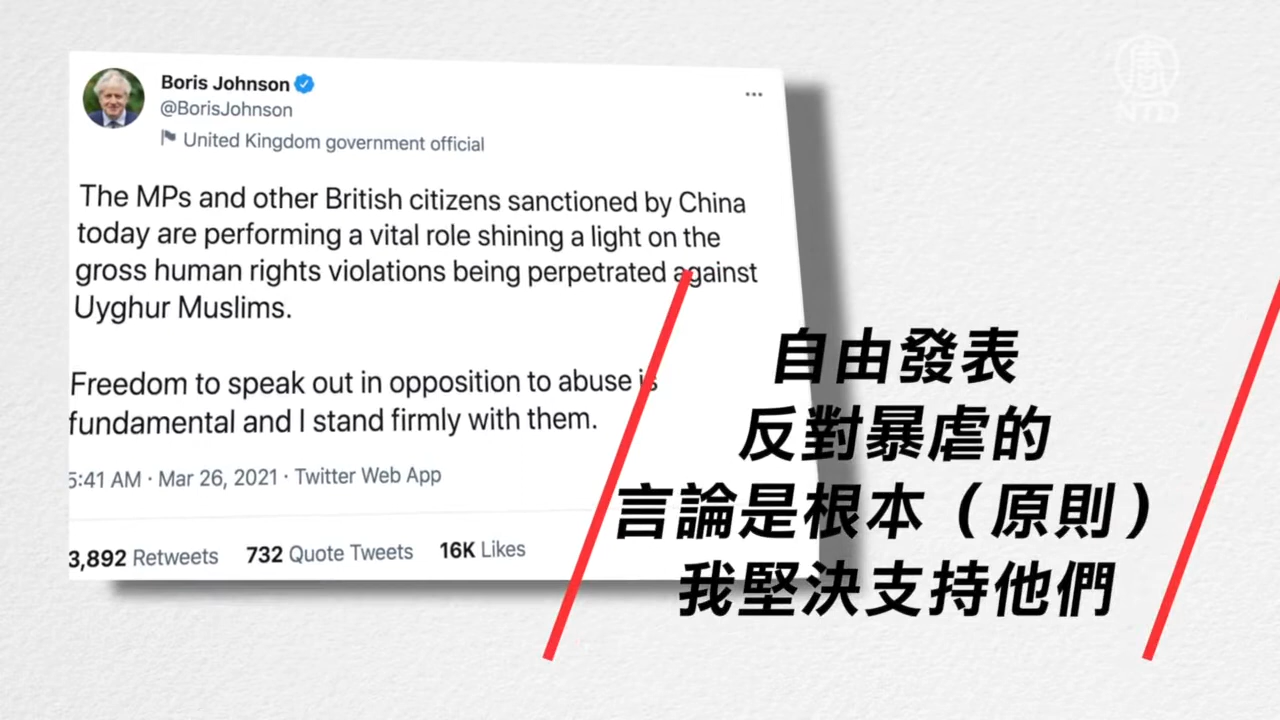 Boris Johnson
@BorisJohnson
United Kingdom government official
The MPs and other British citizens sanctioned by China
today are performing a vital role shining a light on the
gross human rights violations being perpetrated against
Uyghur Muslims.
Freedom to speak out in opposition to abuse is
fundamental and I stand firmly with them.
5:41 AM · Mar 26, 2021 · Twitter Web App
3,892 Retweets 732 Quote Tweets 16K Likes
自由發表
反對暴虐的
言論是根本（原則）
我堅決支持他們
NTD